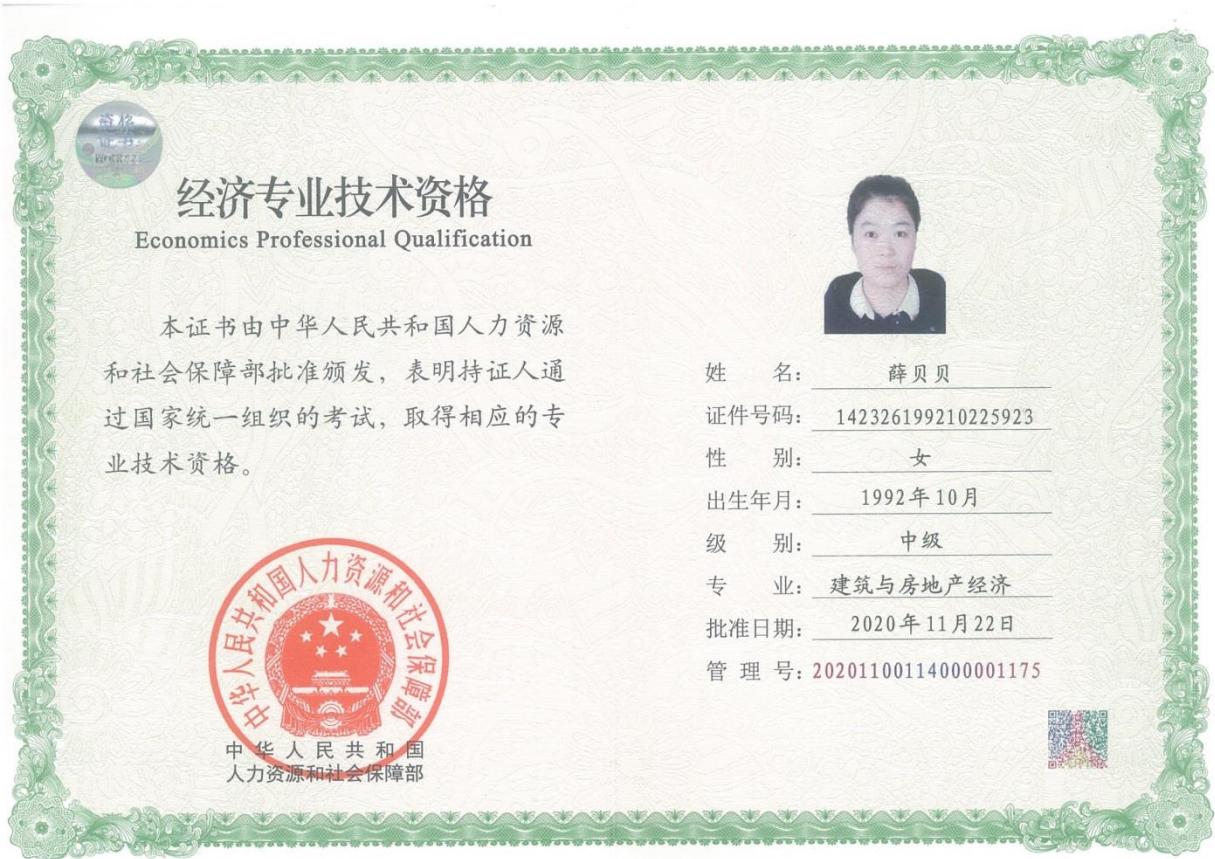 经济专业技术资格
Economics Professional Qualification
本证书由中华人民共和国人力资源
和社会保障部批准颁发，表明持证人通
过国家统一组织的考试，取得相应的专
业技术资格。
中华人民共和国人力资源和社会保障部
中华人民共和国
人力资源和社会保障部
姓名：薛贝贝
证件号码：142326199210225923
性别：女
出生年月：1992年10月
级别：中级
专业：建筑与房地产经济
批准日期：2020年11月22日
管理号：20201100114000001175